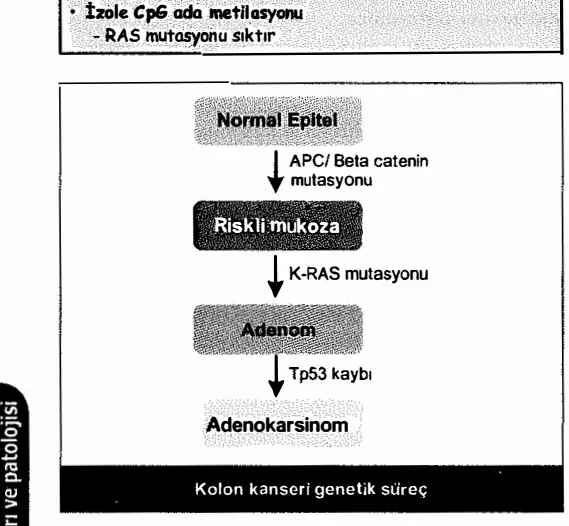 • İzole CpG ada metilasyonu
- RAS mutasyonu sıktır
Normal Epitel
APC/ Beta catenin
mutasyonu
Riskli mukoza
K-RAS mutasyonu
Adenom
Tp53 kaybı
Adenokarsinom
Kolon kanseri genetik süreç
ve patolojisi